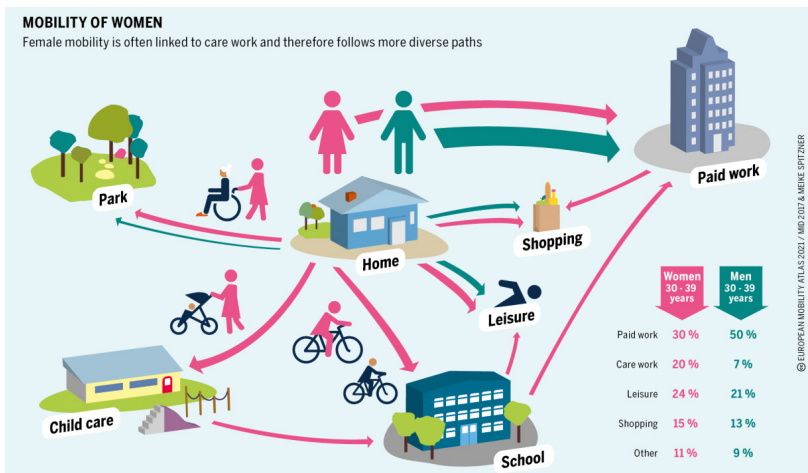 MOBILITY OF WOMEN
Female mobility is often linked to care work and therefore follows more diverse paths
Park
Home
Shopping
Paid work
Leisure
Child care
School
Women
30 - 39
years
Men
30 - 39
years
Paid work 30 % 50 %
Care work 20 % 7 %
Leisure 24 % 21 %
Shopping 15 % 13 %
Other 11 % 9 %
© EUROPEAN MOBILITY ATLAS 2021 / MID 2017 & MEIKE SPITZNER